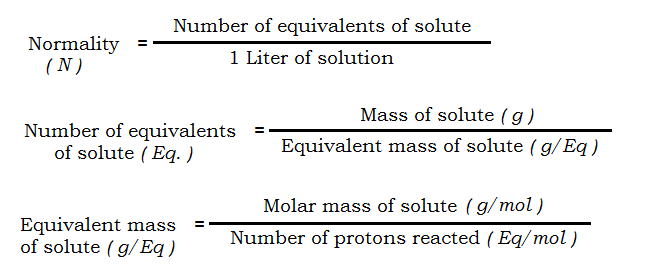 Number of equivalents of solute
Normality =
( N )
1 Liter of solution
Mass of solute ( g )
Number of equivalents =
of solute ( Eq. )
Equivalent mass of solute ( g/Eq )
Molar mass of solute ( g/mol )
Equivalent mass =
of solute ( g/Eq )
Number of protons reacted ( Eq/mol )